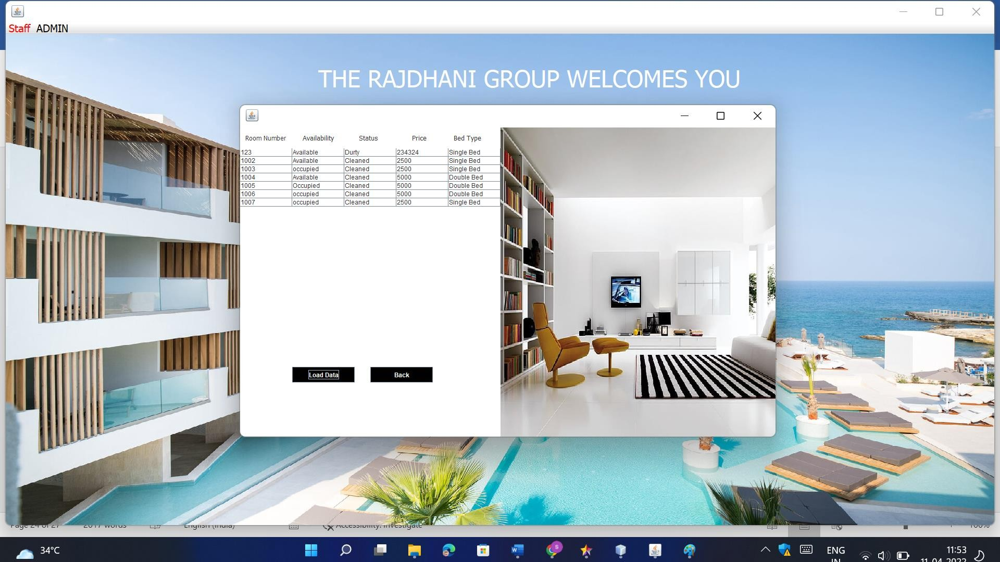 Staff ADMIN
THE RAJDHANI GROUP WELCOMES YOU
Room Number Availability Status Price Bed Type
123 Available Durty 234324 Single Bed
1002 Available Cleaned 2500 Single Bed
1003 occupied Cleaned 2500 Single Bed
1004 Available Cleaned 5000 Double Bed
1005 Occupied Cleaned 5000 Double Bed
1006 occupied Cleaned 5000 Double Bed
1007 occupied Cleaned 2500 Single Bed
Load Data Back
Page 24 of 27 2017 words English (India) Accessibility: Investigate 100%
34°C ENG 11:53
IN 11-04-2022